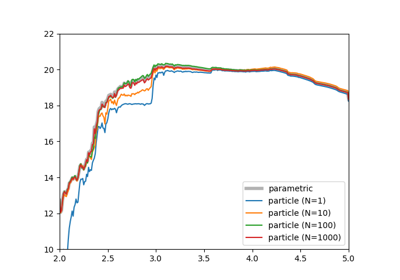 22
20
18
16
14
12
10
2.0 2.5 3.0 3.5 4.0 4.5 5.0
parametric
particle (N=1)
particle (N=10)
particle (N=100)
particle (N=1000)